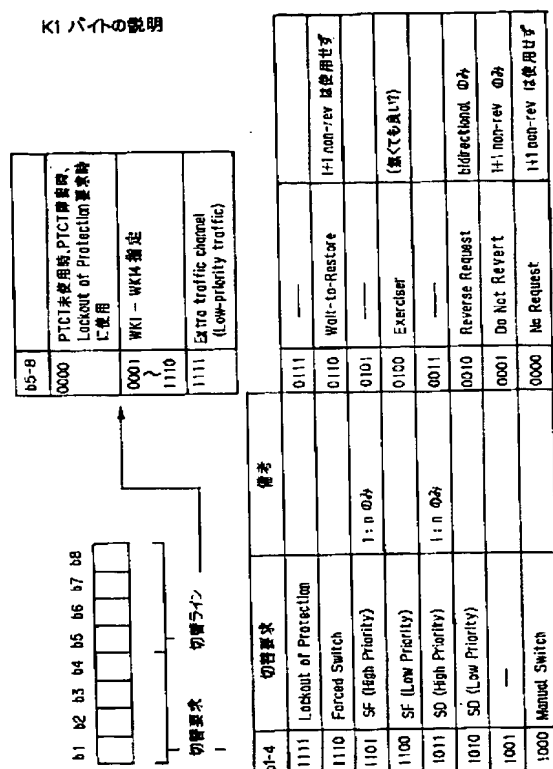 K1 バイトの説明
b1 b2 b3 b4 b5 b6 b7 b8
切替要求
切替ライン
b5-8
0000
PTCT未使用時、PTCT障害時、
Lockout of Protection要求時
に使用
0001
~
1110
WK1 - WK14 指定
1111
Extra traffic channel
(Low-priority traffic)
b1-4 切替要求 備考
1111 Lockout of Protection
1110 Forced Switch
1101 SF (High Priority) 1:n のみ
1100 SF (Low Priority)
1011 SD (High Priority) 1:n のみ
1010 SD (Low Priority)
1001 —
1000 Manual Switch
0111 —
0110 Wait-to-Restore 1+1 non-rev は使用せず
0101 —
0100 Exerciser (無くても良い?)
0011 —
0010 Reverse Request bidirectional のみ
0001 Do Not Revert 1+1 non-rev のみ
0000 No Request 1+1 non-rev は使用せず